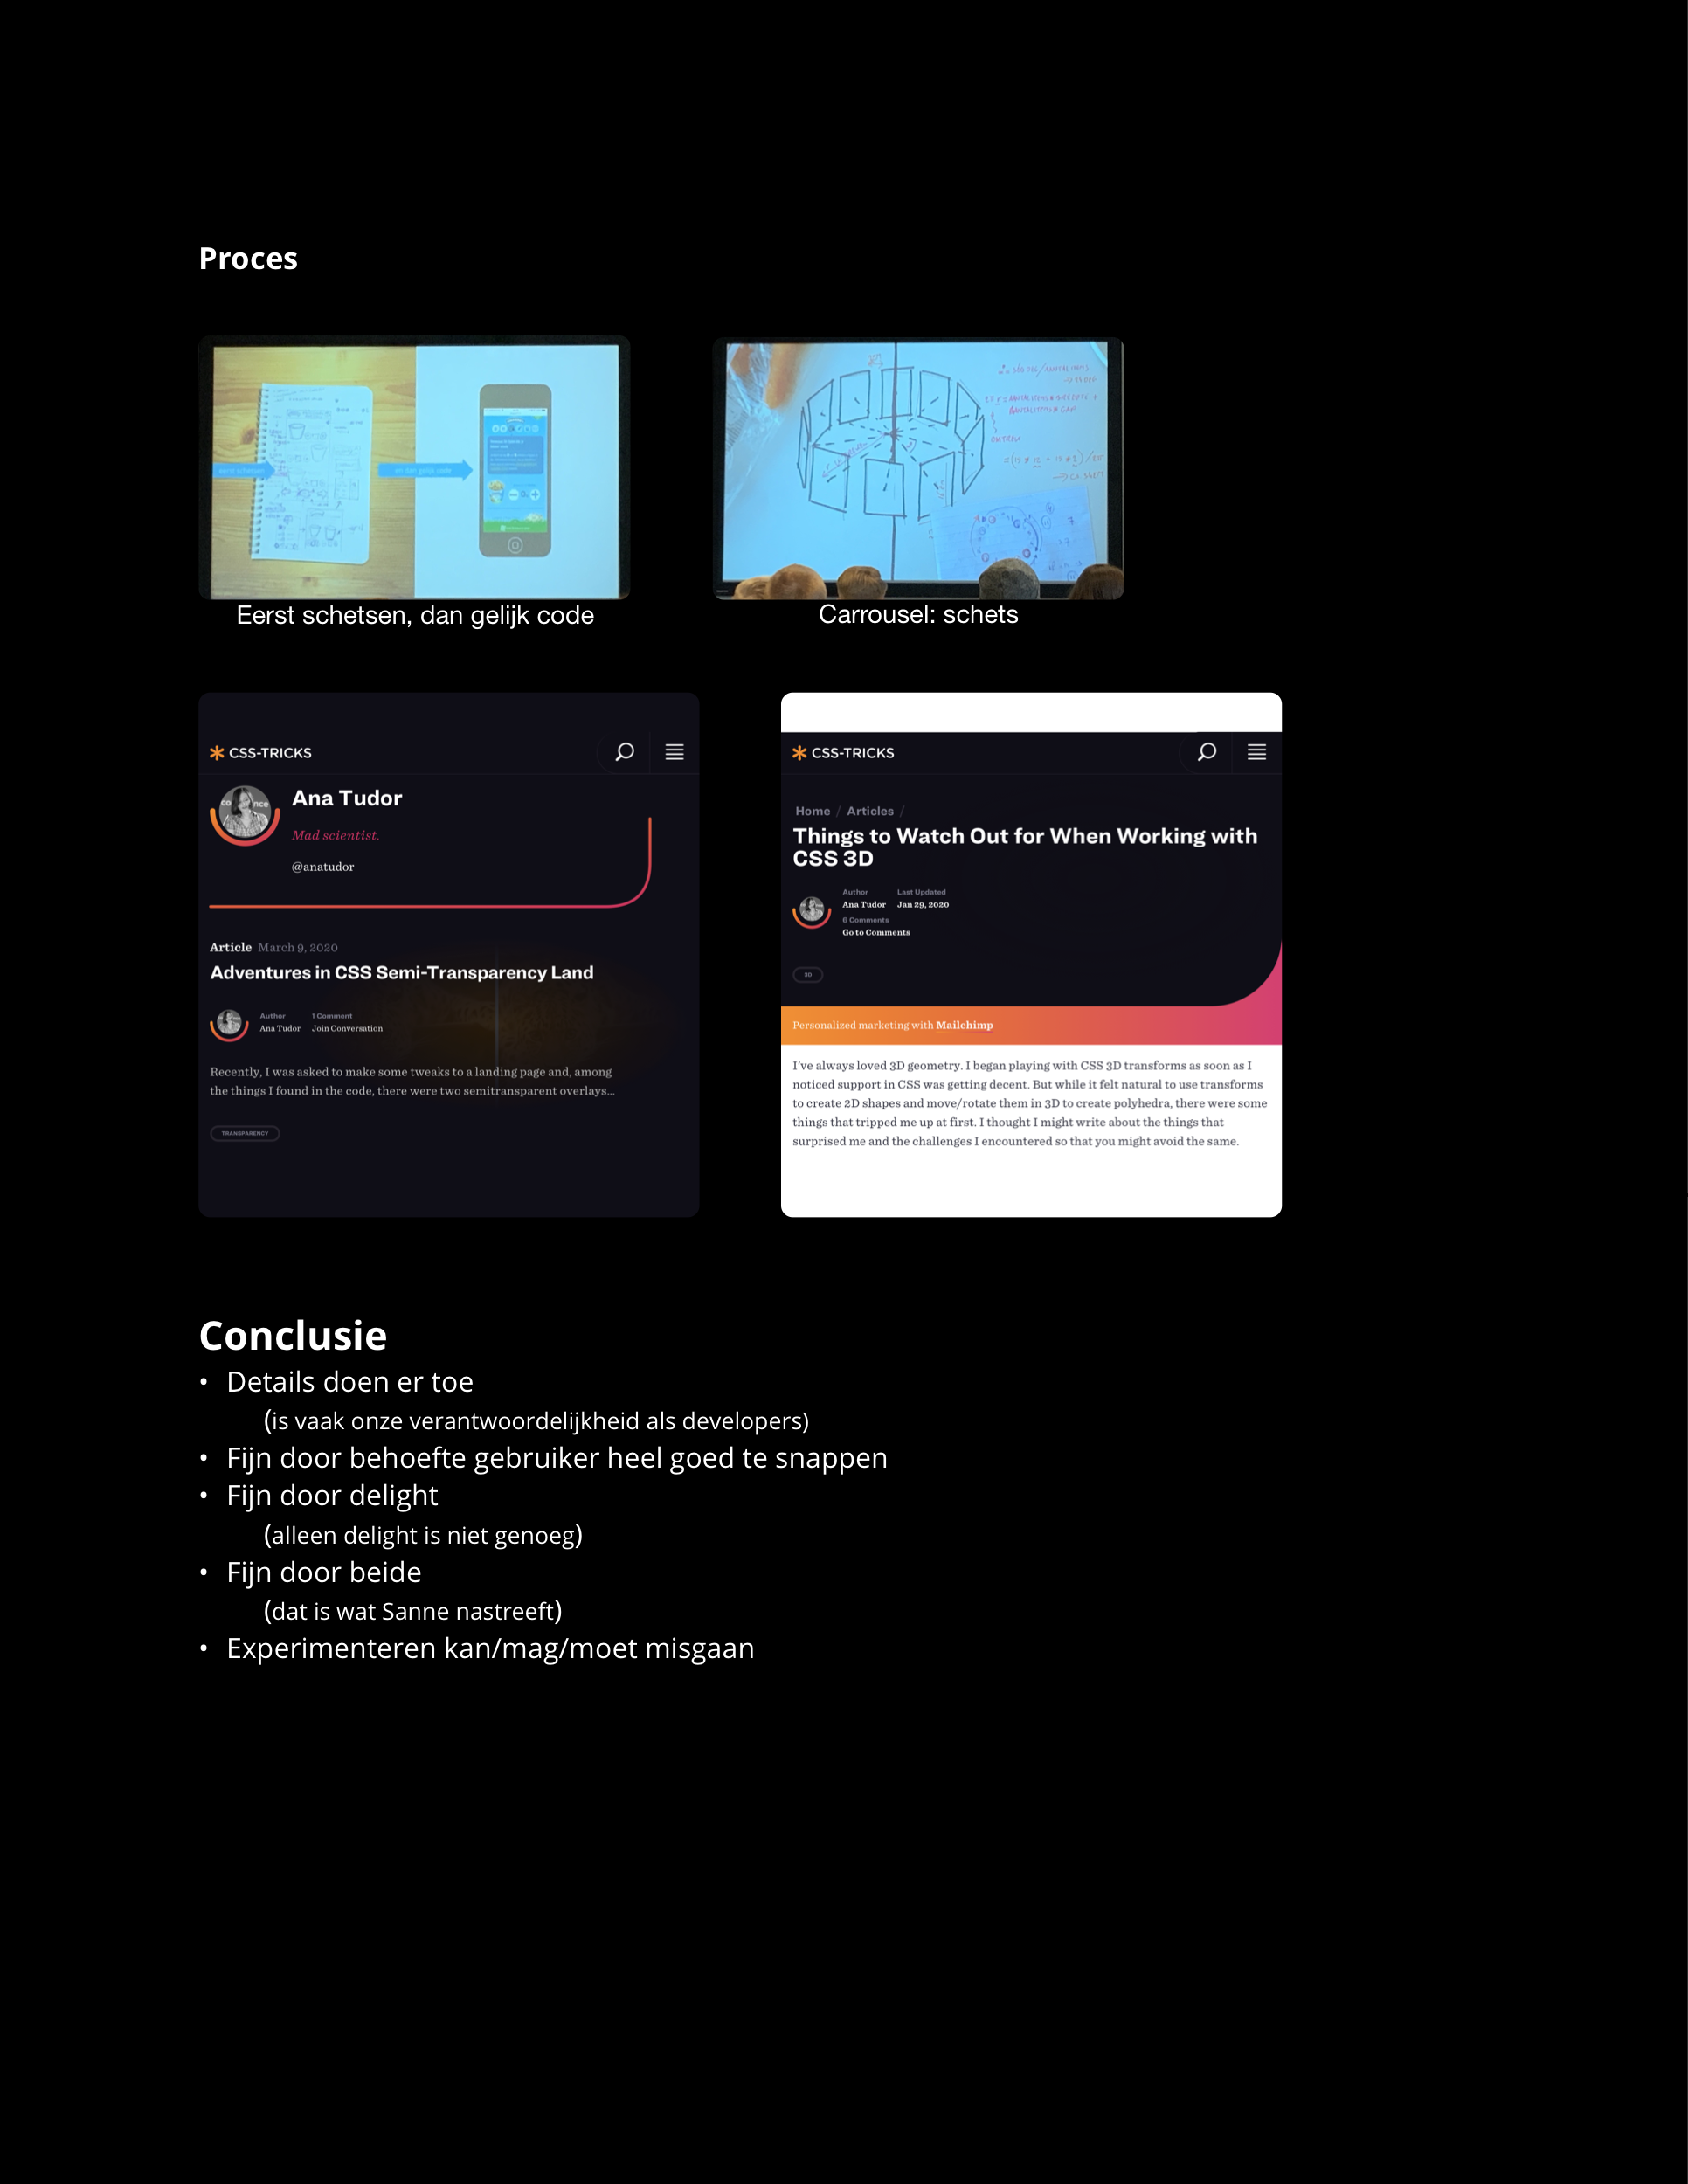 Proces
eerst schetsen
en dan gelijk code
Eerst schetsen, dan gelijk code
Carrousel: schets
CSS-TRICKS
Ana Tudor
Mad scientist.
@anatudor
Article March 9, 2020
Adventures in CSS Semi-Transparency Land
Author 1 Comment
Ana Tudor Join Conversation
Recently, I was asked to make some tweaks to a landing page and, among
the things I found in the code, there were two semitransparent overlays...
TRANSPARENCY
CSS-TRICKS
Home / Articles /
Things to Watch Out for When Working with
CSS 3D
Author Last Updated
Ana Tudor Jan 29, 2020
6 Comments
Go to Comments
3D
Personalized marketing with Mailchimp
I've always loved 3D geometry. I began playing with CSS 3D transforms as soon as I
noticed support in CSS was getting decent. But while it felt natural to use transforms
to create 2D shapes and move/rotate them in 3D to create polyhedra, there were some
things that tripped me up at first. I thought I might write about the things that
surprised me and the challenges I encountered so that you might avoid the same.
Conclusie
• Details doen er toe
(is vaak onze verantwoordelijkheid als developers)
• Fijn door behoefte gebruiker heel goed te snappen
• Fijn door delight
(alleen delight is niet genoeg)
• Fijn door beide
(dat is wat Sanne nastreeft)
• Experimenteren kan/mag/moet misgaan